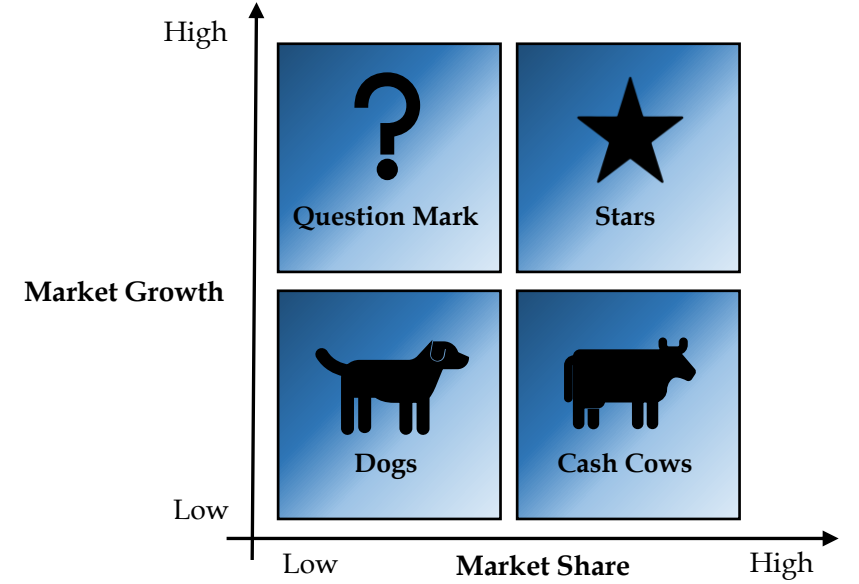 High
Question Mark
Stars
Market Growth
Dogs
Cash Cows
Low
Low
Market Share
High